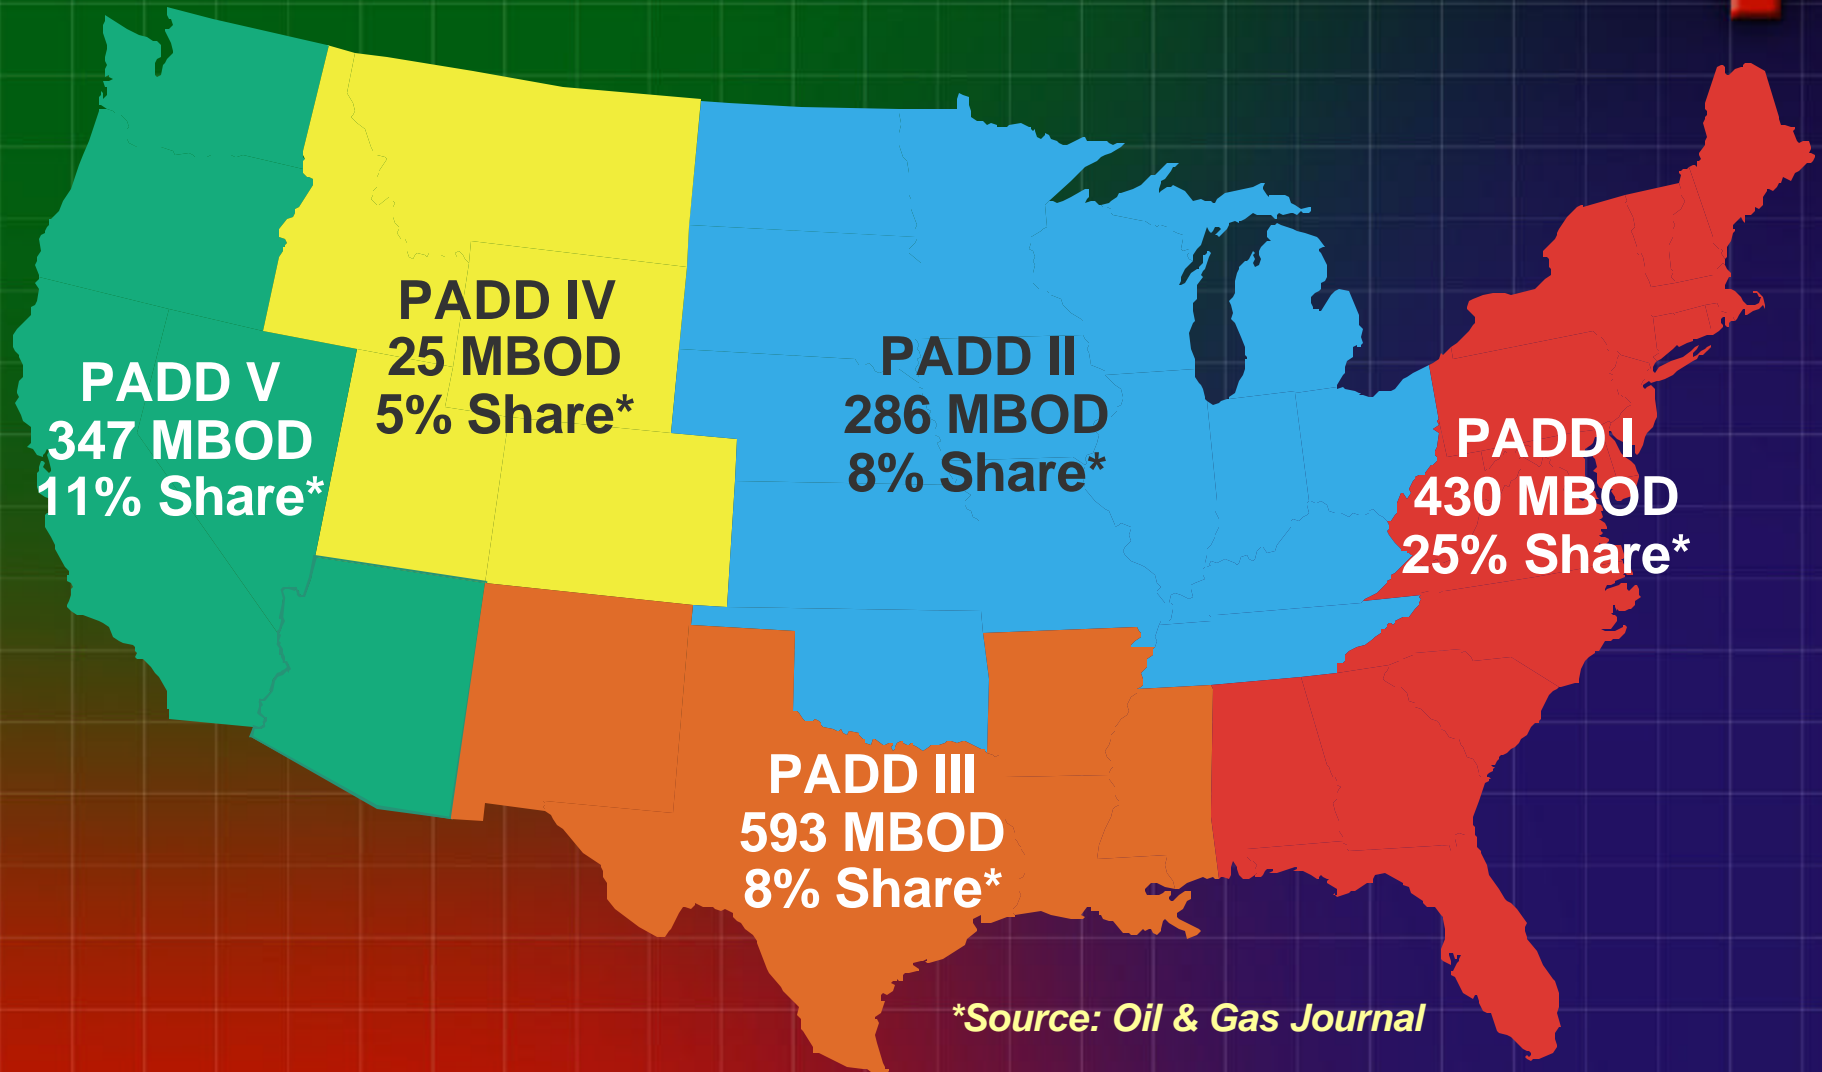 PADD IV
25 MBOD
5% Share*
PADD II
286 MBOD
8% Share*
PADD V
347 MBOD
11% Share*
PADD I
430 MBOD
25% Share*
PADD III
593 MBOD
8% Share*
*Source: Oil & Gas Journal